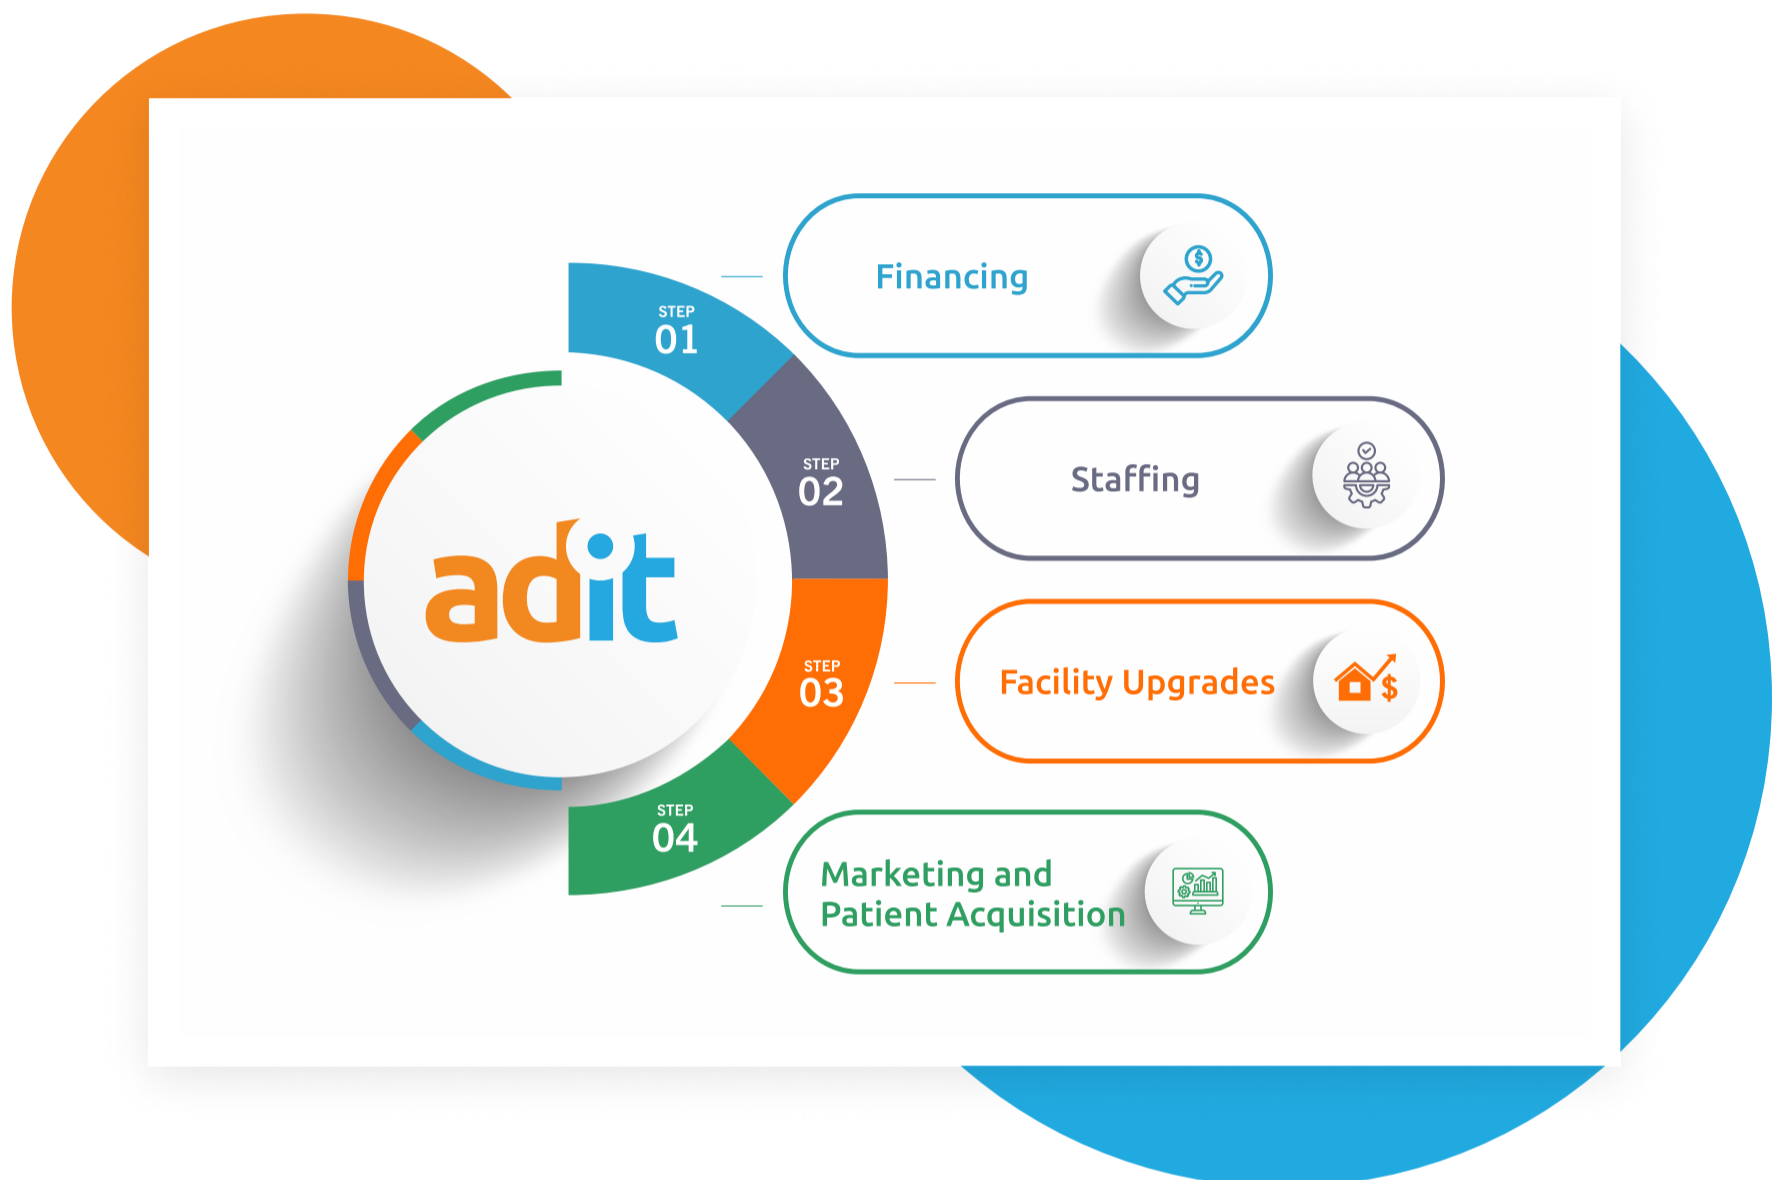 adit
STEP
01
Financing
STEP
02
Staffing
STEP
03
Facility Upgrades
STEP
04
Marketing and
Patient Acquisition